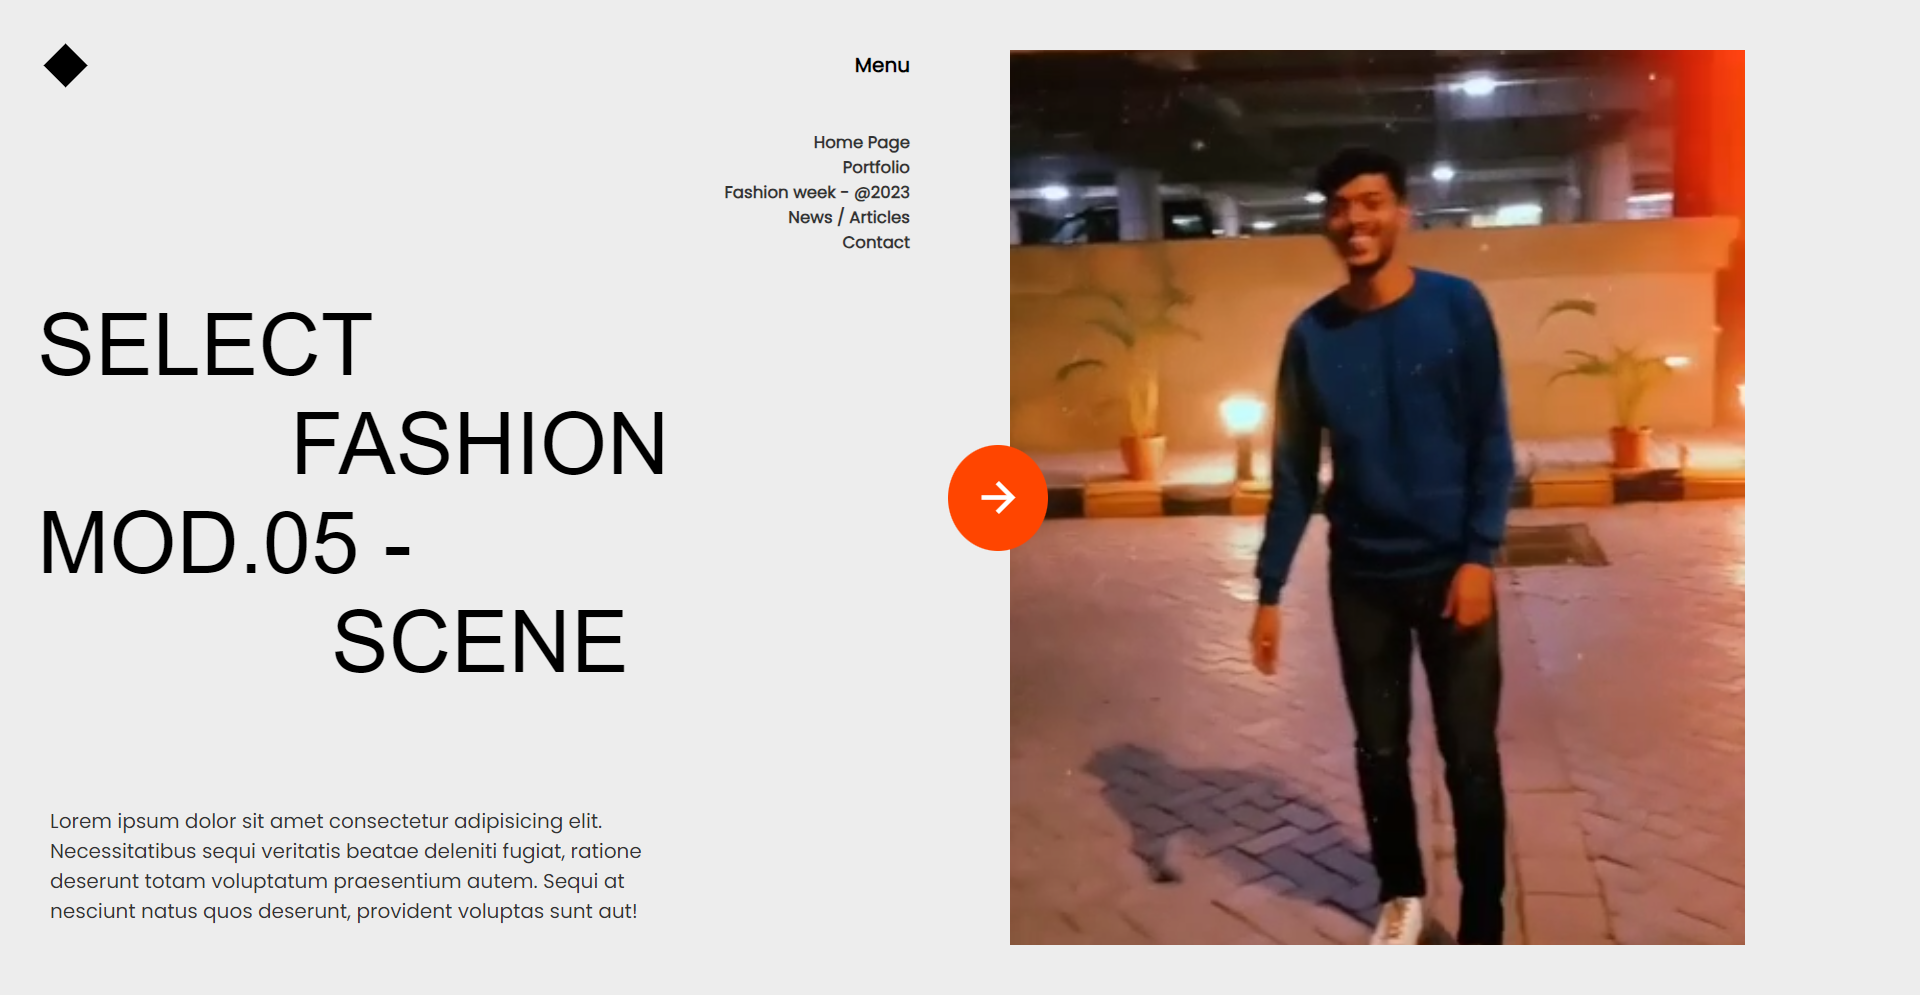 Menu
Home Page
Portfolio
Fashion week - @2023
News / Articles
Contact
SELECT
FASHION
MOD.05 -
SCENE
Lorem ipsum dolor sit amet consectetur adipisicing elit.
Necessitatibus sequi veritatis beatae deleniti fugiat, ratione
deserunt totam voluptatum praesentium autem. Sequi at
nesciunt natus quos deserunt, provident voluptas sunt aut!